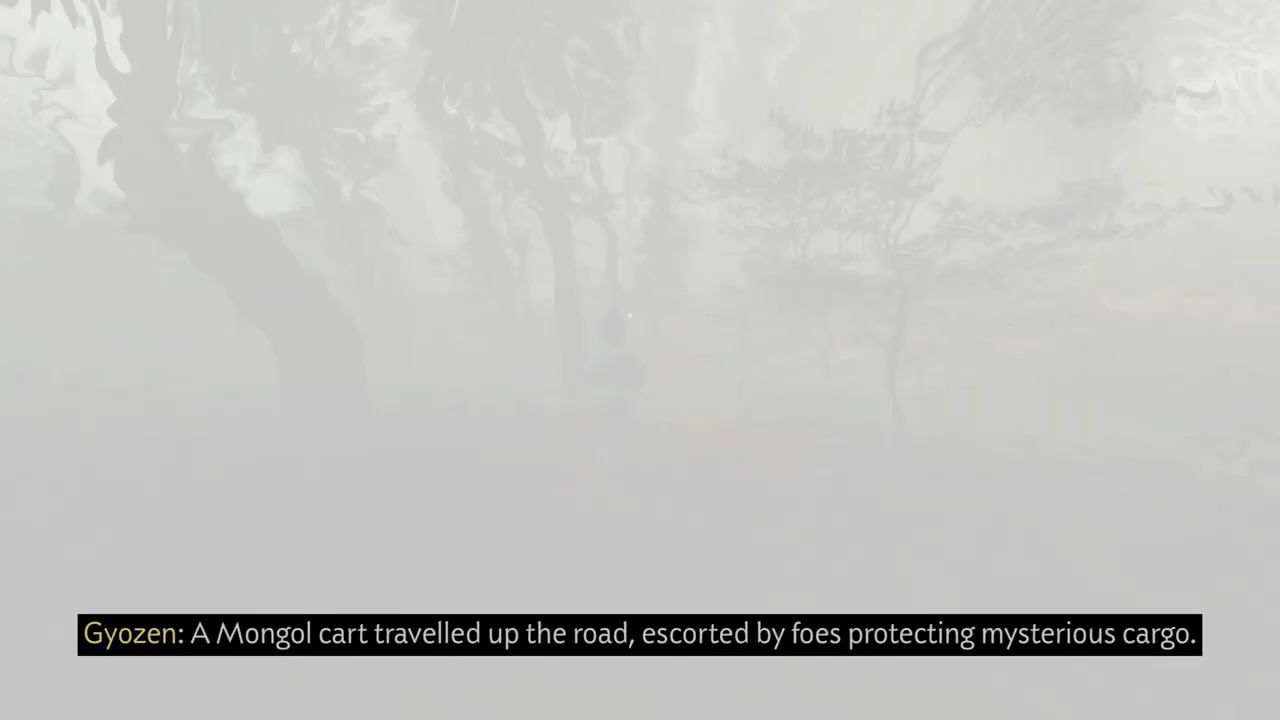 Gyozen: A Mongol cart travelled up the road, escorted by foes protecting mysterious cargo.